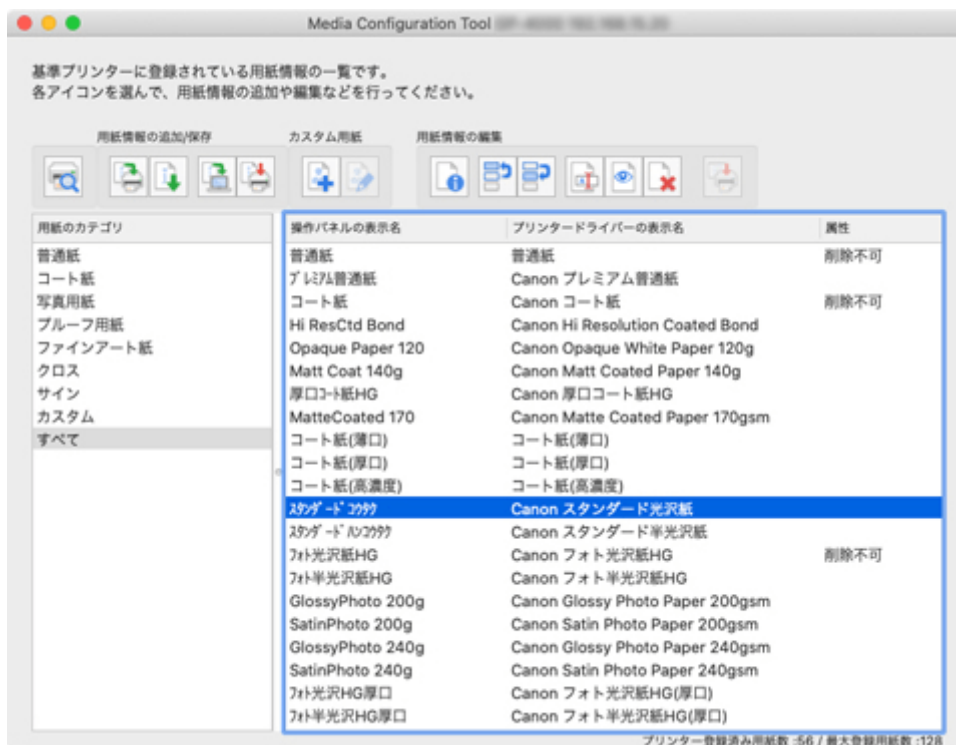 Media Configuration Tool
基準プリンターに登録されている用紙情報の一覧です。
各アイコンを選んで、用紙情報の追加や編集などを行ってください。
用紙情報の追加/保存 カスタム用紙 用紙情報の編集
用紙のカテゴリ 操作パネルの表示名 プリンタードライバーの表示名 属性
普通紙 普通紙 普通紙 削除不可
コート紙 ﾌﾟﾚﾐｱﾑ普通紙 Canon プレミアム普通紙
写真用紙 コート紙 Canon コート紙 削除不可
プルーフ用紙 Hi ResCtd Bond Canon Hi Resolution Coated Bond
ファインアート紙 Opaque Paper 120 Canon Opaque White Paper 120g
クロス Matt Coat 140g Canon Matt Coated Paper 140g
サイン 厚口ｺｰﾄ紙HG Canon 厚口コート紙HG
カスタム MatteCoated 170 Canon Matte Coated Paper 170gsm
すべて コート紙(薄口) コート紙(薄口)
コート紙(厚口) コート紙(厚口)
コート紙(高濃度) コート紙(高濃度)
ｽﾀﾝﾀﾞｰﾄﾞｺｳﾀｸ Canon スタンダード光沢紙
ｽﾀﾝﾀﾞｰﾄﾞﾊﾝｺｳﾀｸ Canon スタンダード半光沢紙
ﾌｫﾄ光沢紙HG Canon フォト光沢紙HG 削除不可
ﾌｫﾄ半光沢紙HG Canon フォト半光沢紙HG
GlossyPhoto 200g Canon Glossy Photo Paper 200gsm
SatinPhoto 200g Canon Satin Photo Paper 200gsm
GlossyPhoto 240g Canon Glossy Photo Paper 240gsm
SatinPhoto 240g Canon Satin Photo Paper 240gsm
ﾌｫﾄ光沢HG厚口 Canon フォト光沢紙HG(厚口)
ﾌｫﾄ半光沢HG厚口 Canon フォト半光沢紙HG(厚口)
プリンター登録済み用紙数 :56 / 最大登録用紙数 :128